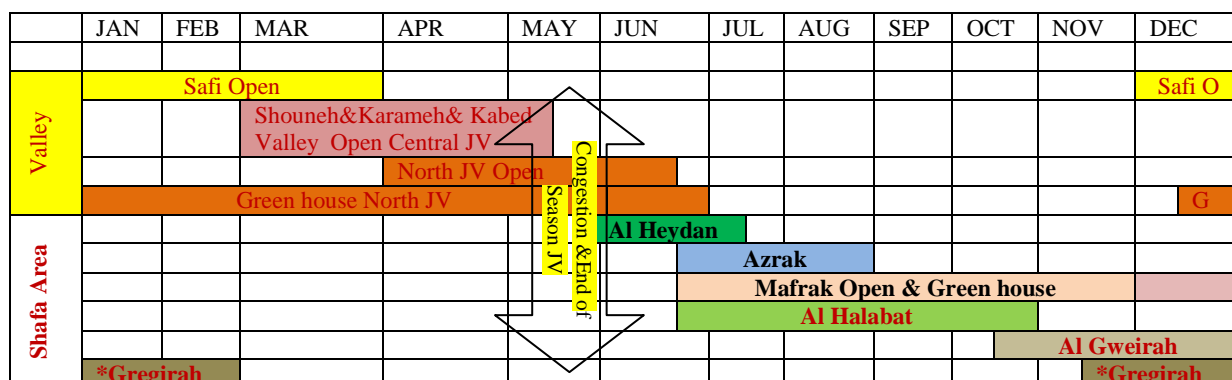 JAN FEB MAR APR MAY JUN JUL AUG SEP OCT NOV DEC
Valley
Safi Open
Safi O
Shouneh&Karameh& Kabed
Valley Open Central JV
North JV Open
Green house North JV
G
Congestion &End of
Season JV
Shafa Area
Al Heydan
Azrak
Mafrak Open & Green house
Al Halabat
Al Gweirah
*Gregirah
*Gregirah